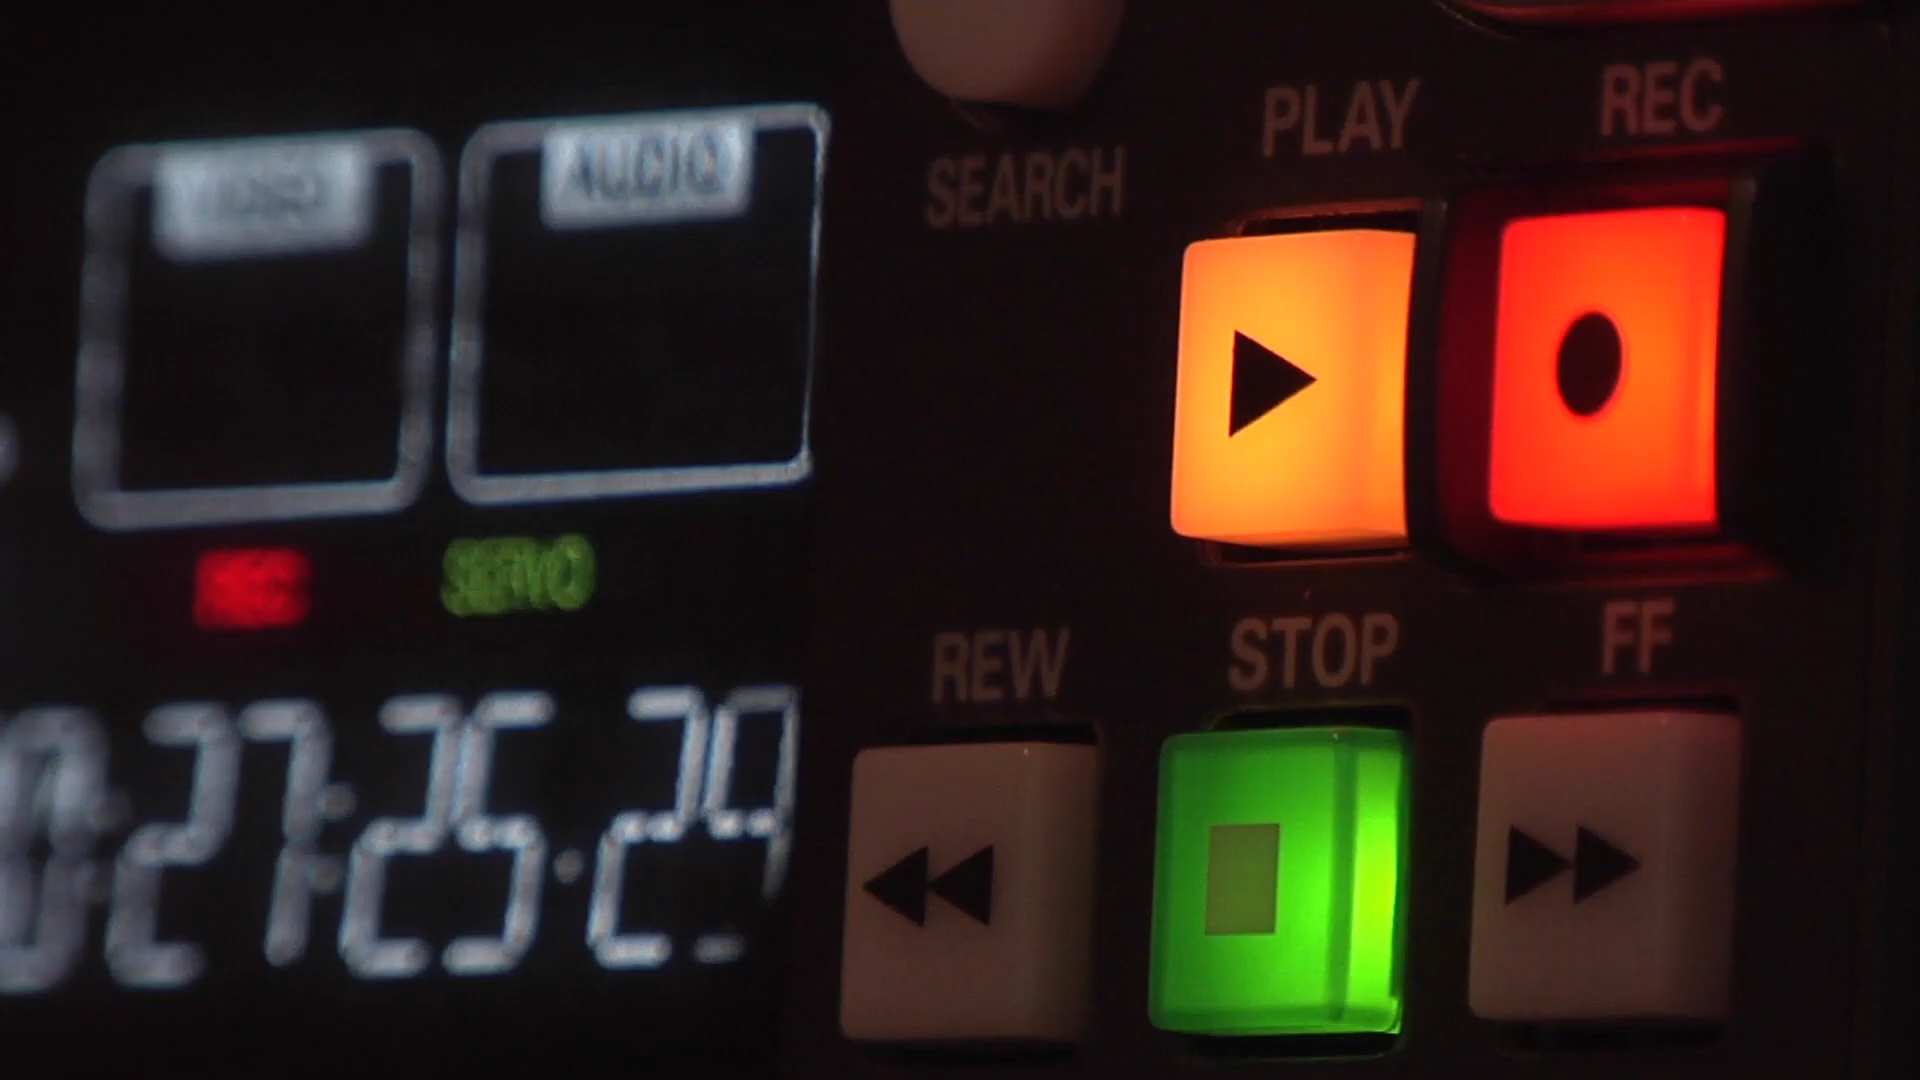 AUDIO
SEARCH
PLAY
REC
REC
SERVO
REW
STOP
FF
27:25:29